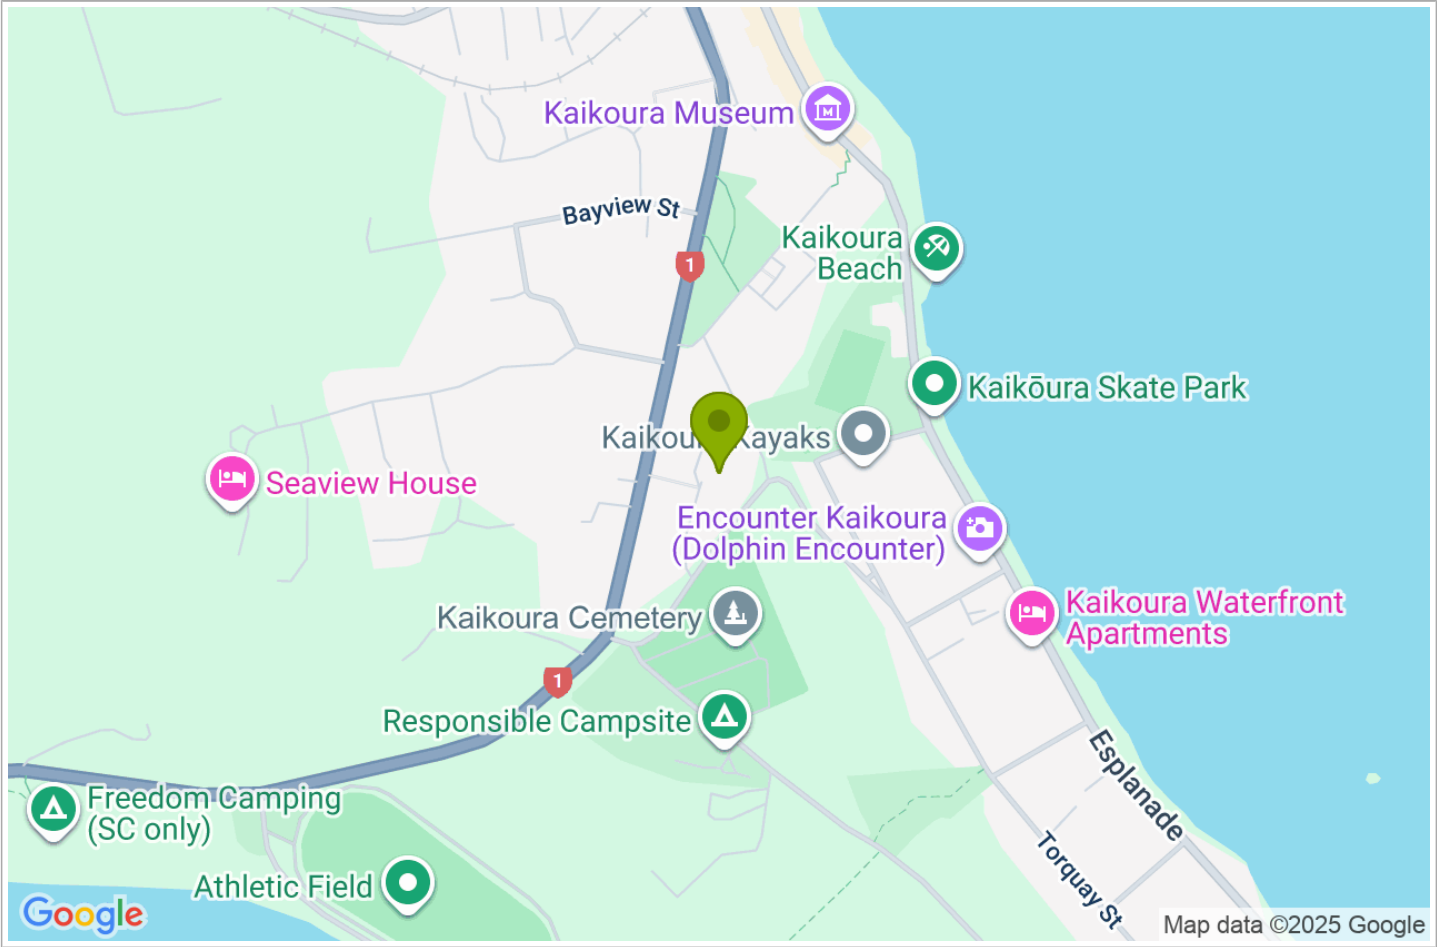 Kaikoura Museum
M
Bayview St
Kaikoura
Beach
1
Kaikōura Skate Park
Kaikoura Kayaks
Seaview House
Encounter Kaikoura
(Dolphin Encounter)
Kaikoura Waterfront
Apartments
Kaikoura Cemetery
1
Responsible Campsite
Esplanade
Freedom Camping
(SC only)
Torquay St
Athletic Field
Google
Map data ©2025 Google